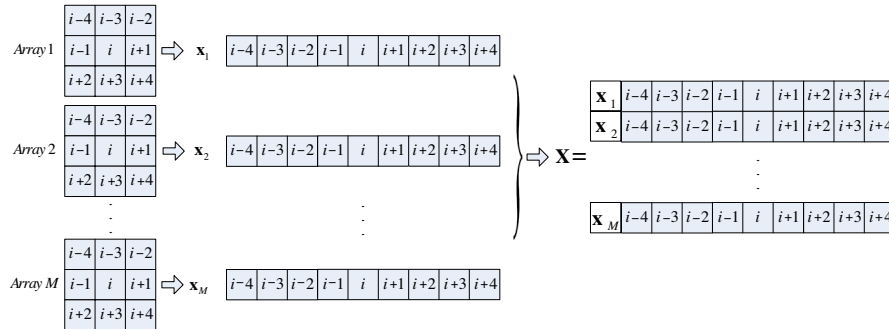 i−4 i−3 i−2
Array 1 i−1 i i+1 x1 i−4 i−3 i−2 i−1 i i+1 i+2 i+3 i+4
i+2 i+3 i+4
i−4 i−3 i−2
Array 2 i−1 i i+1 x2 i−4 i−3 i−2 i−1 i i+1 i+2 i+3 i+4
i+2 i+3 i+4
i−4 i−3 i−2
Array M i−1 i i+1 xM i−4 i−3 i−2 i−1 i i+1 i+2 i+3 i+4
i+2 i+3 i+4
X=
x1 i−4 i−3 i−2 i−1 i i+1 i+2 i+3 i+4
x2 i−4 i−3 i−2 i−1 i i+1 i+2 i+3 i+4
xM i−4 i−3 i−2 i−1 i i+1 i+2 i+3 i+4